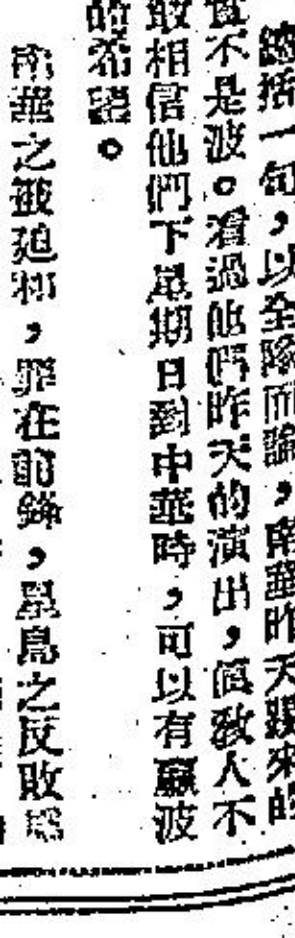 總括一句，以全隊而論，南華昨天踢來的
不是波。看過他們昨天的演出，個教人不
敢相信他們下星期日到中華時，可以有贏波
的希望。
南華之被廹和，罪在前鋒，星島之反敗爲